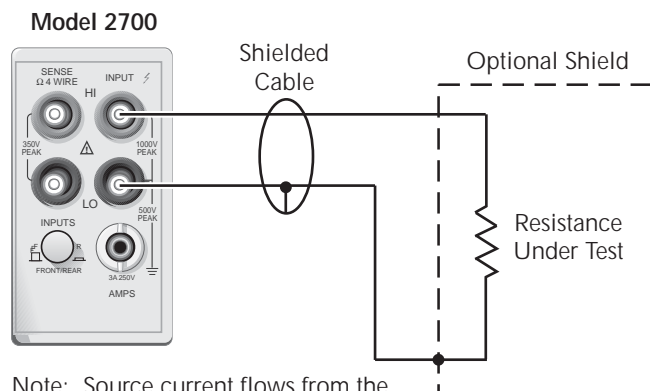 Model 2700
Shielded
Cable
Optional Shield
SENSE
Ω 4 WIRE
INPUT
HI
350V
PEAK
1000V
PEAK
LO
500V
PEAK
INPUTS
F
R
FRONT/REAR
3A 250V
AMPS
Resistance
Under Test
Note: Source current flows from the